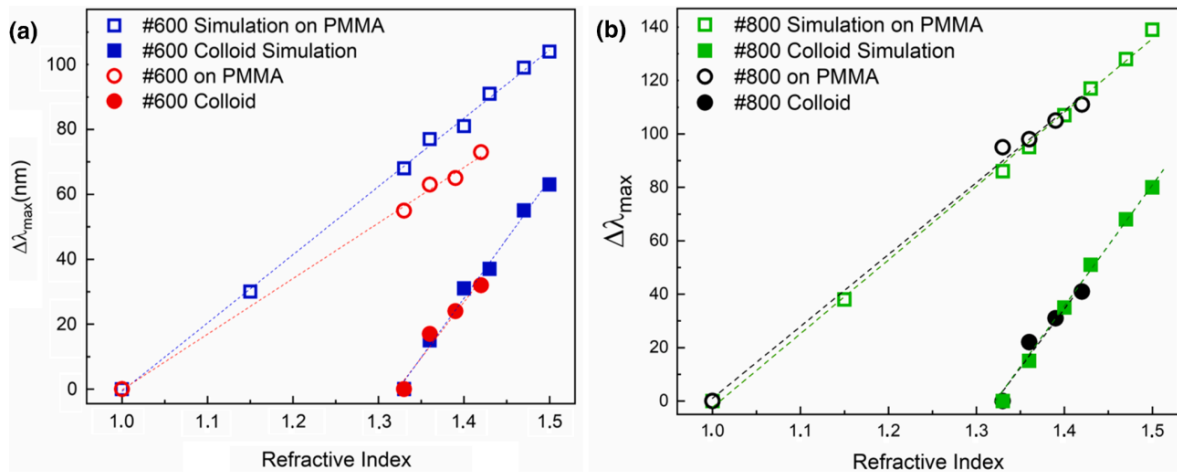 (a)
#600 Simulation on PMMA
#600 Colloid Simulation
#600 on PMMA
#600 Colloid
Δλmax(nm)
100
80
60
40
20
0
1.0
1.1
1.2
1.3
1.4
1.5
Refractive Index
(b)
#800 Simulation on PMMA
#800 Colloid Simulation
#800 on PMMA
#800 Colloid
Δλmax
140
120
100
80
60
40
20
0
1.0
1.1
1.2
1.3
1.4
1.5
Refractive Index